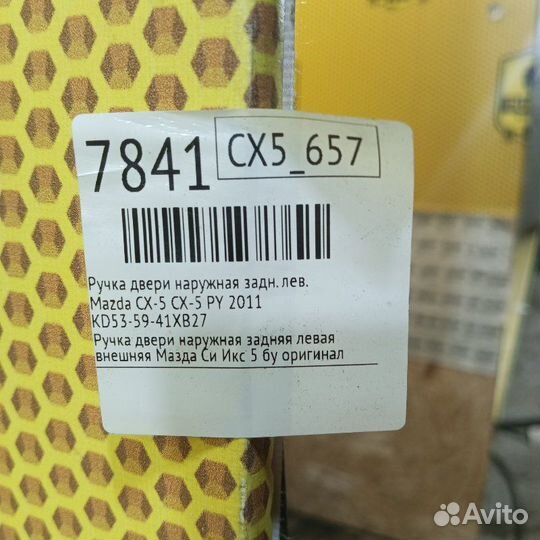 7841
CX5_657
Ручка двери наружная задн. лев.
Mazda CX-5 CX-5 PY 2011
KD53-59-41XB27
Ручка двери наружная задняя левая
внешняя Мазда Си Икс 5 бу оригинал
Avito